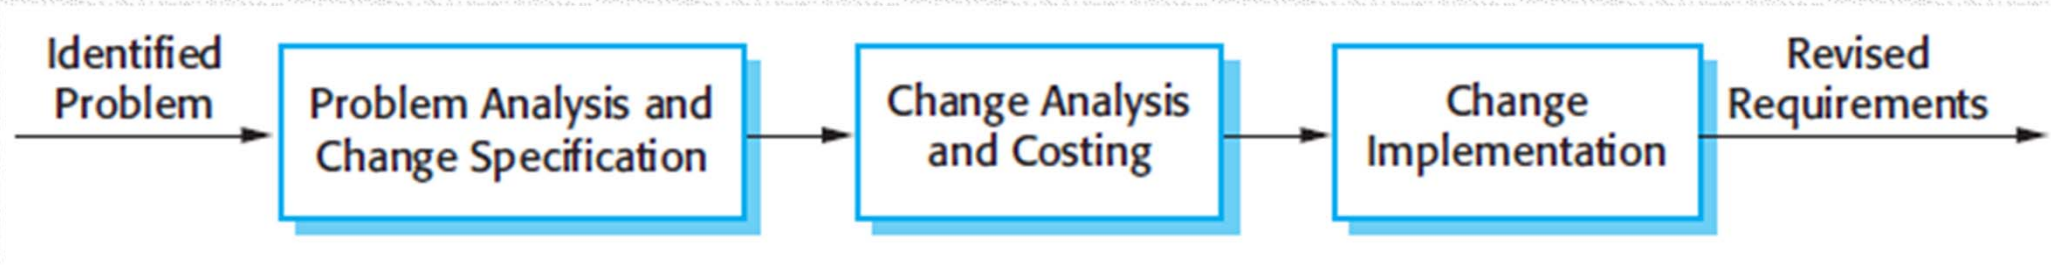 Identified
Problem
Problem Analysis and
Change Specification
Change Analysis
and Costing
Change
Implementation
Revised
Requirements